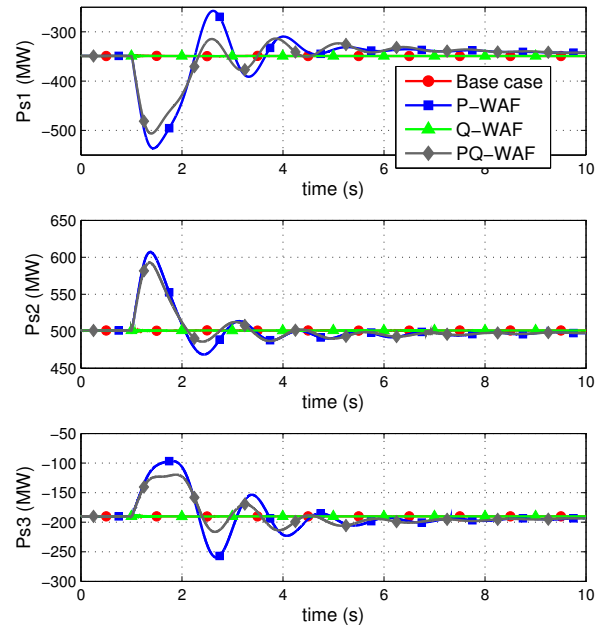 Ps1 (MW)
−300
−400
−500
0 2 4 6 8 10
time (s)
Base case
P−WAF
Q−WAF
PQ−WAF
Ps2 (MW)
650
600
550
500
450
0 2 4 6 8 10
time (s)
Ps3 (MW)
−50
−100
−150
−200
−250
−300
0 2 4 6 8 10
time (s)